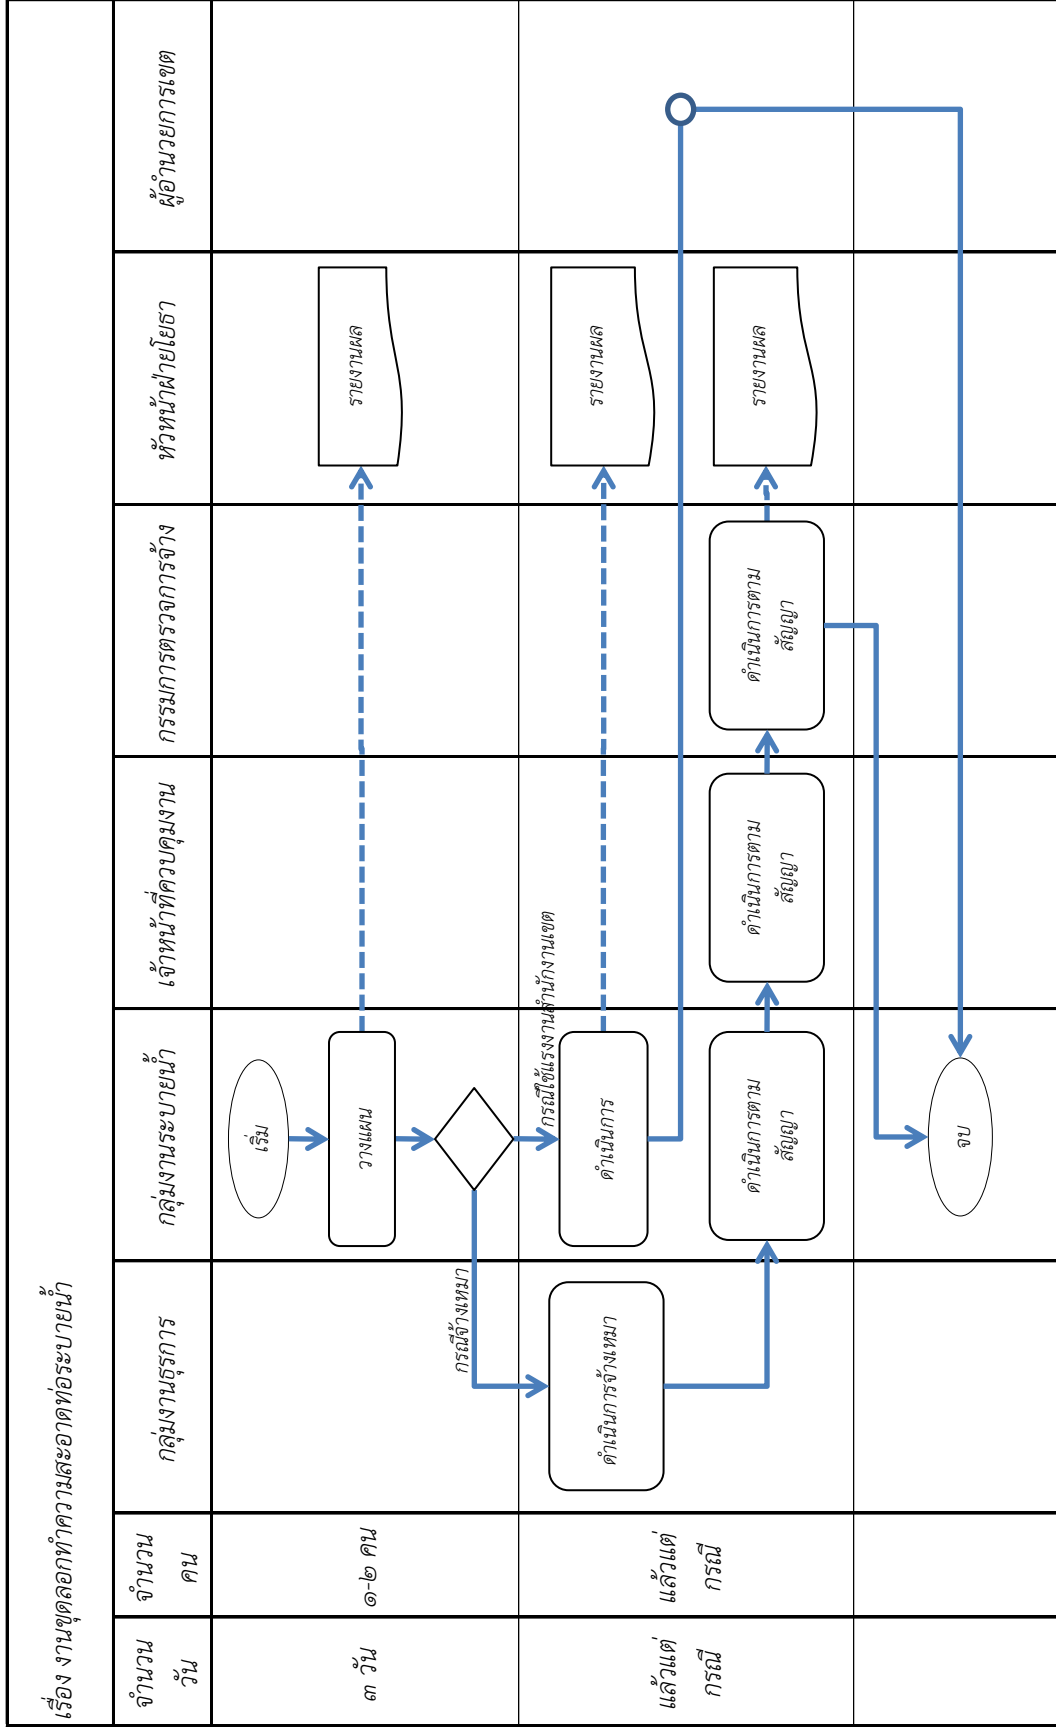 เรื่อง งานขุดลอกทำความสะอาดท่อระบายน้ำ
จำนวน
วัน
จำนวน
คน
กลุ่มงานธุรการ
กลุ่มงานระบายน้ำ
เจ้าหน้าที่ควบคุมงาน
กรรมการตรวจการจ้าง
หัวหน้าฝ่ายโยธา
ผู้อำนวยการเขต
๓ วัน
๑-๒ คน
เริ่ม
วางแผน
รายงานผล
กรณีจ้างเหมา
กรณีใช้แรงงานสำนักงานเขต
แล้วแต่
กรณี
แล้วแต่
กรณี
ดำเนินการจ้างเหมา
ดำเนินการ
รายงานผล
ดำเนินการตาม
สัญญา
ดำเนินการตาม
สัญญา
ดำเนินการตาม
สัญญา
รายงานผล
จบ